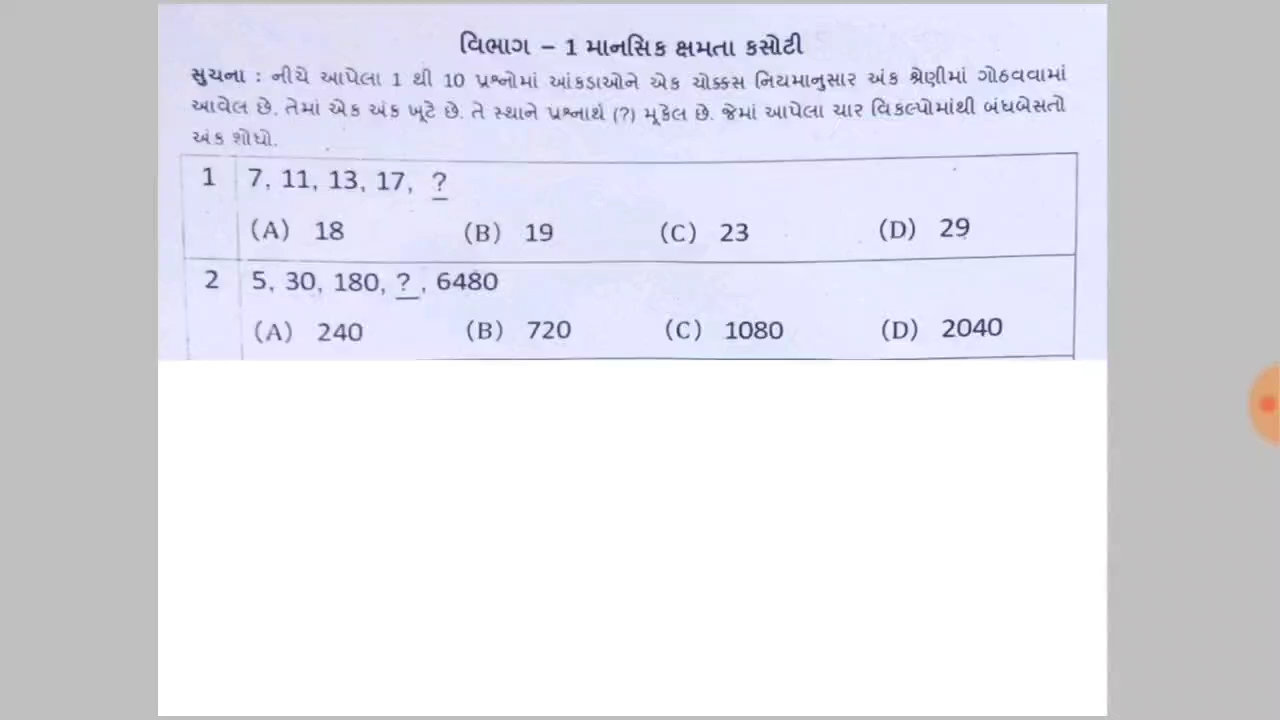 વિભાગ – 1 માનસિક ક્ષમતા કસોટી
સુચના : નીચે આપેલા 1 થી 10 પ્રશ્નોમાં આંકડાઓને એક ચોક્કસ નિયમાનુસાર અંક શ્રેણીમાં ગોઠવવામાં
આવેલ છે. તેમાં એક અંક ખૂટે છે. તે સ્થાને પ્રશ્નાર્થ (?) મૂકેલ છે. જેમાં આપેલા ચાર વિકલ્પોમાંથી બંધબેસતો
અંક શોધો.
1 7, 11, 13, 17, ?
(A) 18 (B) 19 (C) 23 (D) 29
2 5, 30, 180, ? , 6480
(A) 240 (B) 720 (C) 1080 (D) 2040